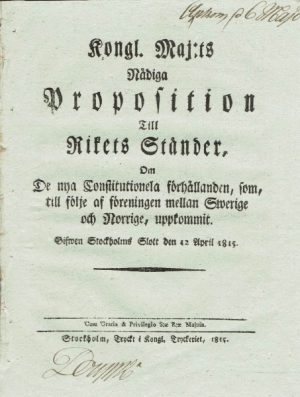 Kongl. Maj:ts
Nådiga
Proposition
Till
Rikets Ständer,
Om
De nya Constitutionela förhållanden, som,
till följe af föreningen mellan Swerige
och Norrige, uppkommit.
Gifwen Stockholms Slott den 12 April 1815.
Cum Gratia & Privilegio Sac. Reg. Majest.
Stockholm, Tryckt i Kongl. Tryckeriet, 1815.